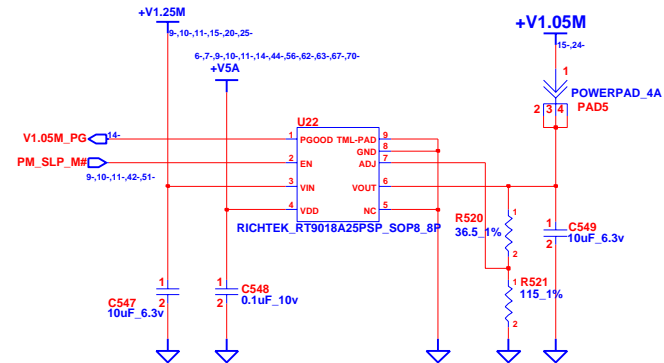 +V1.25M
9-,10-,11-,15-,20-,25-
6-,7-,9-,10-,11-,14-,44-,56-,62-,63-,67-,70-
+V5A
+V1.05M
15-,24-
1
POWERPAD_4A
2 3 4 PAD5
U22
V1.05M_PG 14- 1 PGOOD TML-PAD 9
GND 8
PM_SLP_M# 2 EN ADJ 7
9-,10-,11-,42-,51-
3 VIN VOUT 6
4 VDD NC 5
RICHTEK_RT9018A25PSP_SOP8_8P
R520 1
36.5_1%
2
1 C549
2 10uF_6.3v
R521 1
115_1%
2
1
2
C547
10uF_6.3v
1 C548
2 0.1uF_10v